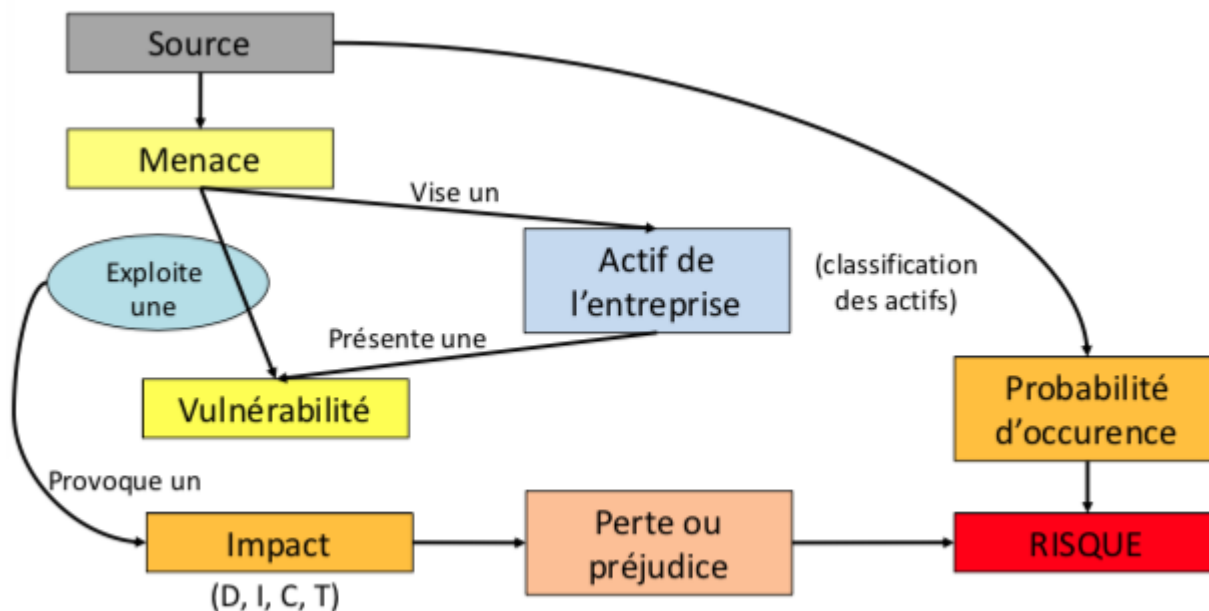 Source
Menace
Vise un
Exploite
une
Actif de
l'entreprise
(classification
des actifs)
Présente une
Vulnérabilité
Probabilité
d'occurence
Provoque un
Impact
(D, I, C, T)
Perte ou
préjudice
RISQUE